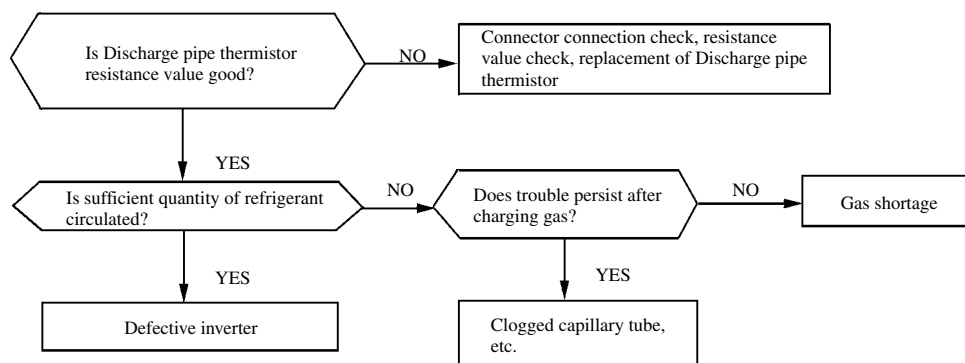 Is Discharge pipe thermistor
resistance value good?
NO
Connector connection check, resistance
value check, replacement of Discharge pipe
thermistor
YES
Is sufficient quantity of refrigerant
circulated?
NO
Does trouble persist after
charging gas?
NO
Gas shortage
YES
Defective inverter
YES
Clogged capillary tube,
etc.